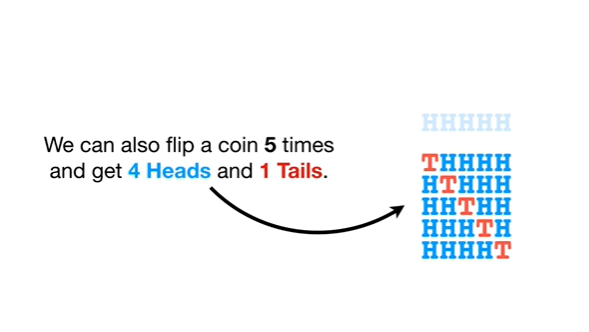 HHHHH
We can also flip a coin 5 times
and get 4 Heads and 1 Tails.
THHHH
HTHHH
HHTHH
HHHTH
HHHHT